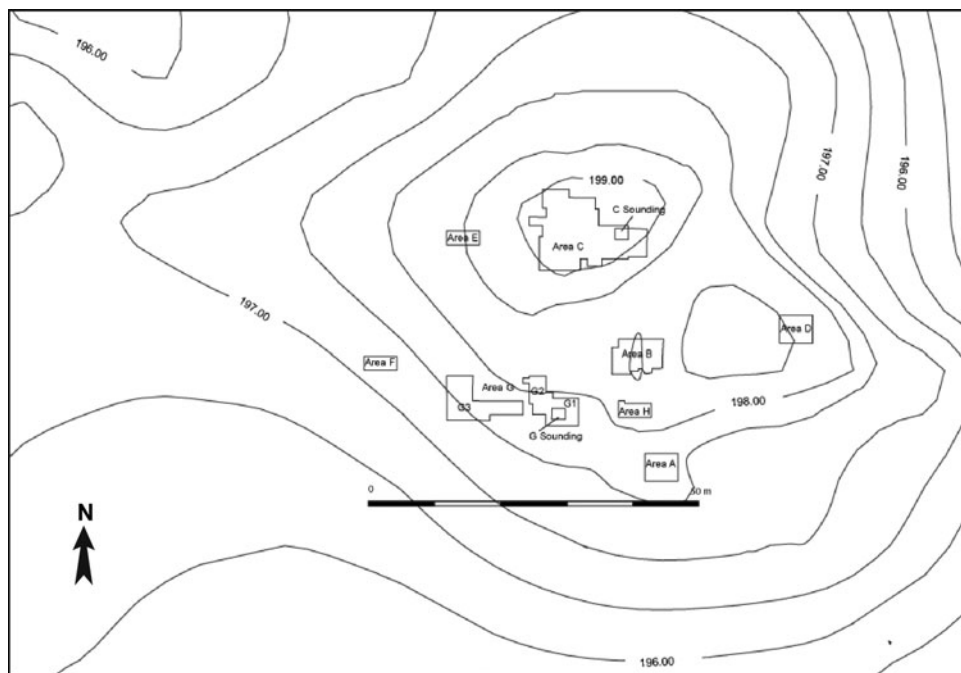 196.00
199.00
197.00
196.00
C Sounding
Area E
Area C
197.00
Area D
Area B
Area F
Area G
G2
G3
G1
198.00
Area H
G Sounding
Area A
0
50 m
N
196.00